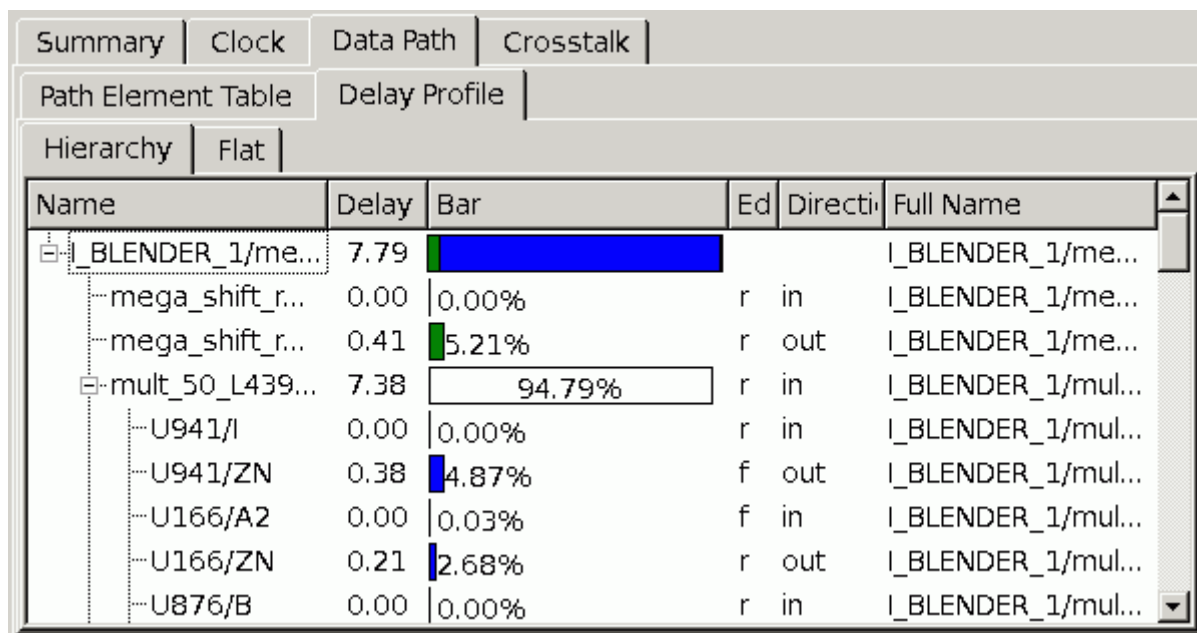 Summary Clock Data Path Crosstalk
Path Element Table Delay Profile
Hierarchy Flat
Name Delay Bar Ed Directi Full Name
I_BLENDER_1/me... 7.79 I_BLENDER_1/me...
mega_shift_r... 0.00 0.00% r in I_BLENDER_1/me...
mega_shift_r... 0.41 5.21% r out I_BLENDER_1/me...
mult_50_L439... 7.38 94.79% r in I_BLENDER_1/mul...
U941/I 0.00 0.00% r in I_BLENDER_1/mul...
U941/ZN 0.38 4.87% f out I_BLENDER_1/mul...
U166/A2 0.00 0.03% f in I_BLENDER_1/mul...
U166/ZN 0.21 2.68% r out I_BLENDER_1/mul...
U876/B 0.00 0.00% r in I_BLENDER_1/mul...